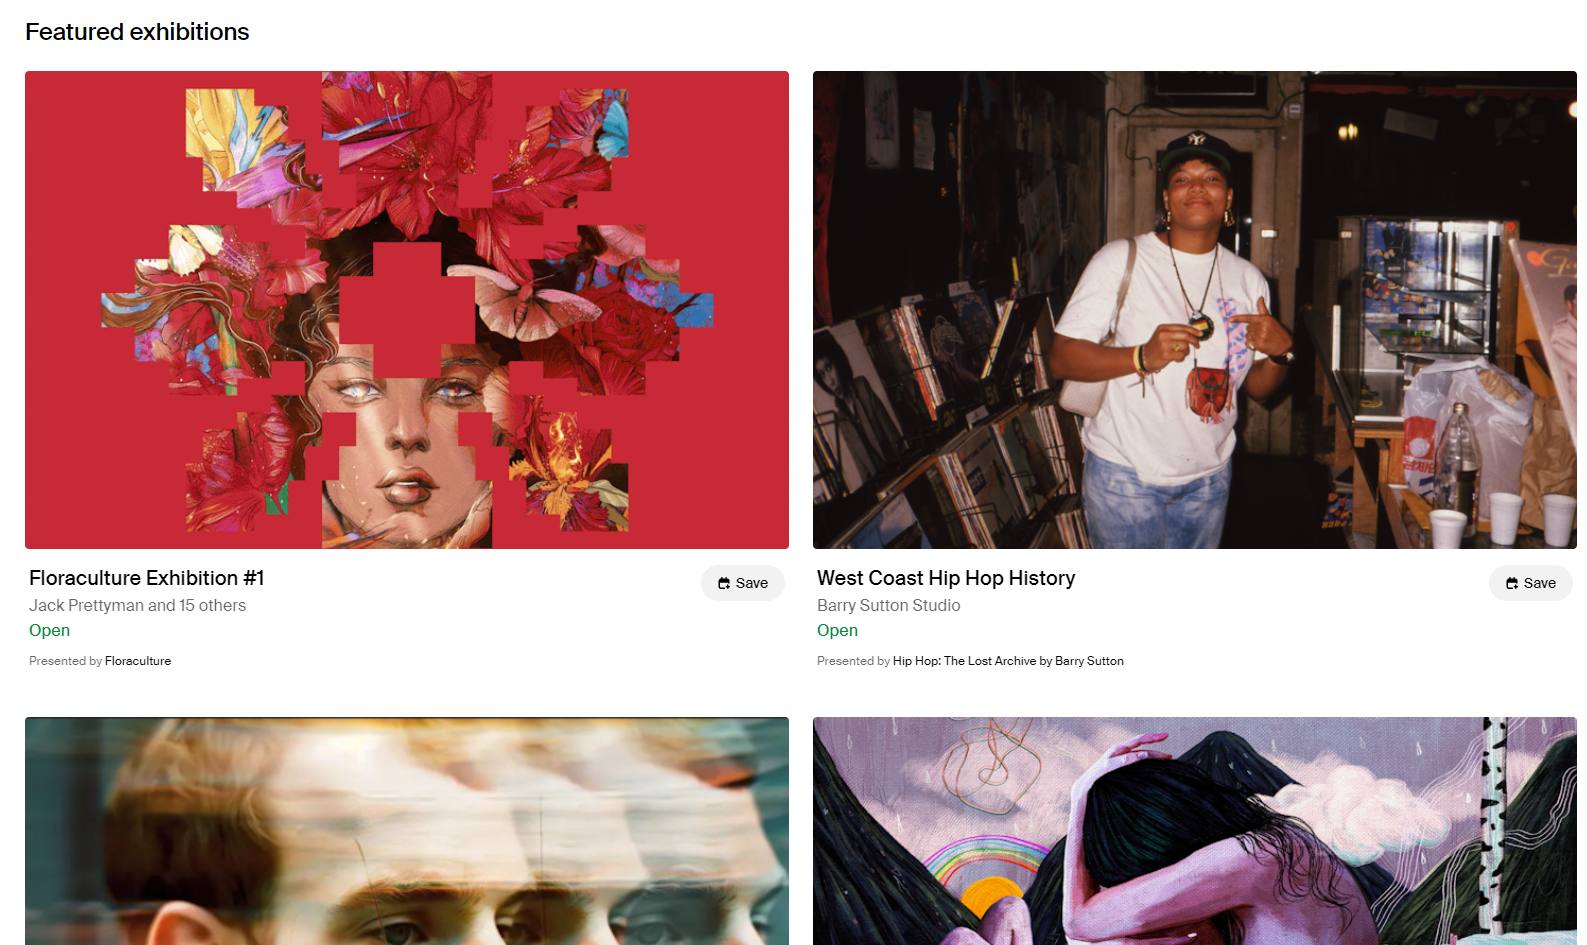 Featured exhibitions
Floraculture Exhibition #1
Save
Jack Prettyman and 15 others
Open
Presented by Floraculture
West Coast Hip Hop History
Save
Barry Sutton Studio
Open
Presented by Hip Hop: The Lost Archive by Barry Sutton